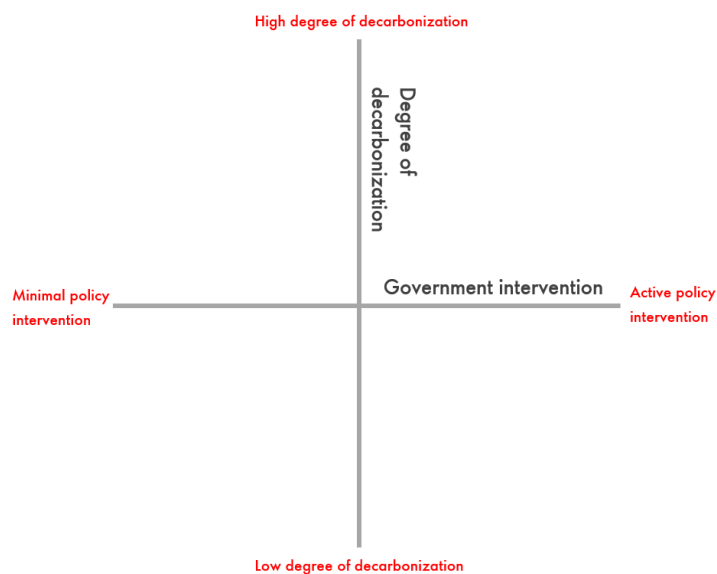 High degree of decarbonization
Degree of
decarbonization
Government intervention
Minimal policy
intervention
Active policy
intervention
Low degree of decarbonization